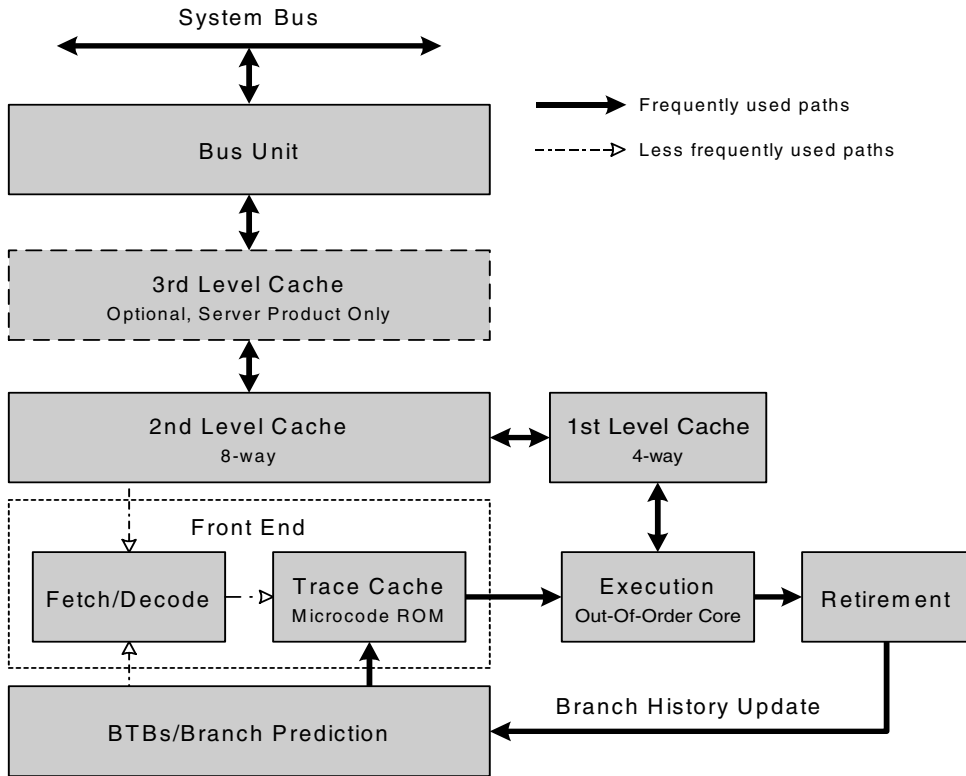 System Bus
Frequently used paths
Less frequently used paths
Bus Unit
3rd Level Cache
Optional, Server Product Only
2nd Level Cache
8-way
1st Level Cache
4-way
Front End
Fetch/Decode
Trace Cache
Microcode ROM
Execution
Out-Of-Order Core
Retirement
Branch History Update
BTBs/Branch Prediction